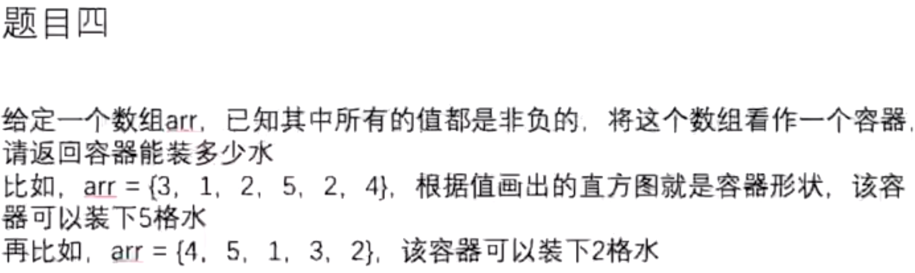 题目四
给定一个数组arr，已知其中所有的值都是非负的，将这个数组看作一个容器，
请返回容器能装多少水
比如，arr = {3，1，2，5，2，4}，根据值画出的直方图就是容器形状，该容
器可以装下5格水
再比如，arr = {4，5，1，3，2}，该容器可以装下2格水